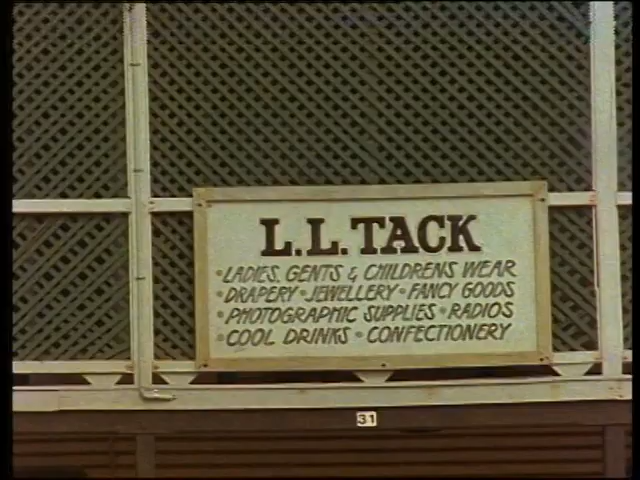 L.L. TACK
• LADIES, GENTS & CHILDRENS WEAR
• DRAPERY • JEWELLERY • FANCY GOODS
• PHOTOGRAPHIC SUPPLIES • RADIOS
• COOL DRINKS • CONFECTIONERY
31